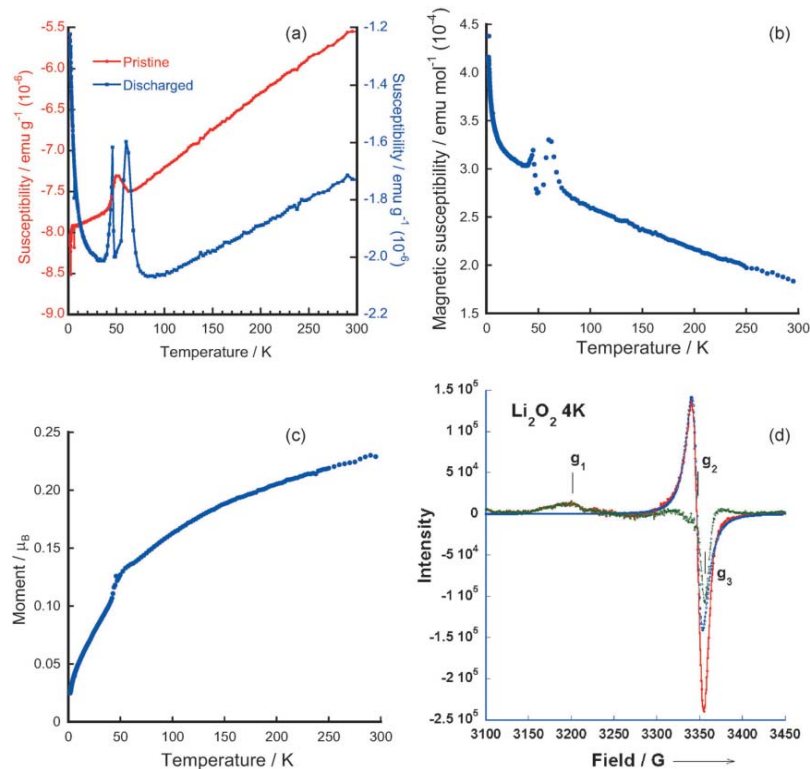 (a)
Pristine
Discharged
Susceptibility / emu g⁻¹ (10⁻⁶)
-5.5
-6.0
-6.5
-7.0
-7.5
-8.0
-8.5
-9.0
-1.2
-1.4
-1.6
-1.8
-2.0
-2.2
Susceptibility / emu g⁻¹ (10⁻⁶)
0 50 100 150 200 250 300
Temperature / K
(b)
Magnetic susceptibility / emu mol⁻¹ (10⁻⁴)
4.5
4.0
3.5
3.0
2.5
2.0
1.5
0 50 100 150 200 250 300
Temperature / K
(c)
Moment / μB
0.25
0.20
0.15
0.10
0.05
0
0 50 100 150 200 250 300
Temperature / K
(d)
Li₂O₂ 4K
g₁
g₂
g₃
Intensity
1.5 10⁵
1 10⁵
5 10⁴
0
-5 10⁴
-1 10⁵
-1.5 10⁵
-2 10⁵
-2.5 10⁵
3100 3150 3200 3250 3300 3350 3400 3450
Field / G